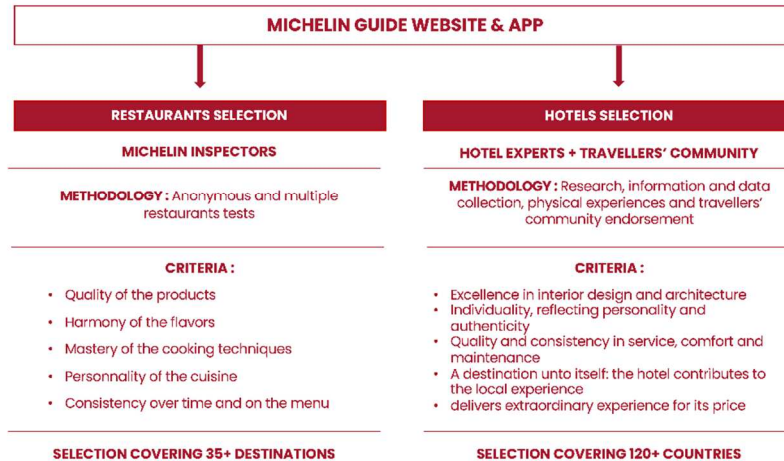 MICHELIN GUIDE WEBSITE & APP
RESTAURANTS SELECTION
MICHELIN INSPECTORS
METHODOLOGY : Anonymous and multiple
restaurants tests
CRITERIA :
• Quality of the products
• Harmony of the flavors
• Mastery of the cooking techniques
• Personnality of the cuisine
• Consistency over time and on the menu
SELECTION COVERING 35+ DESTINATIONS
HOTELS SELECTION
HOTEL EXPERTS + TRAVELLERS’ COMMUNITY
METHODOLOGY : Research, information and data
collection, physical experiences and travellers’
community endorsement
CRITERIA :
• Excellence in interior design and architecture
• Individuality, reflecting personality and
authenticity
• Quality and consistency in service, comfort and
maintenance
• A destination unto itself: the hotel contributes to
the local experience
• delivers extraordinary experience for its price
SELECTION COVERING 120+ COUNTRIES